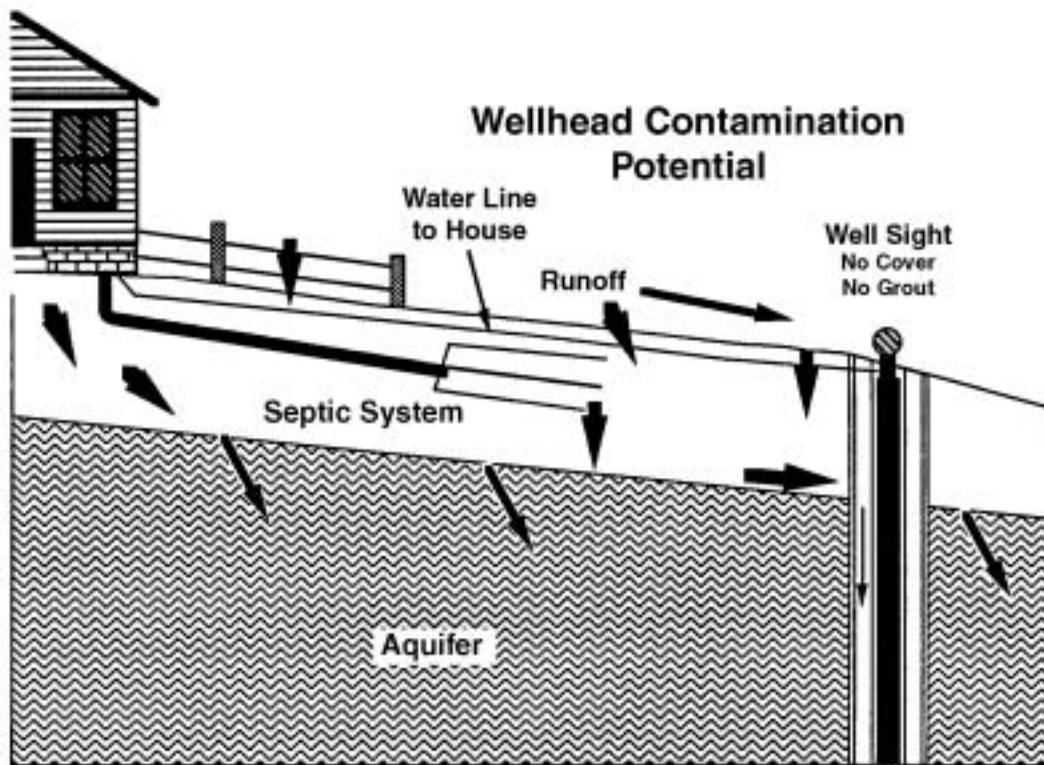 Wellhead Contamination
Potential
Water Line
to House
Well Sight
No Cover
No Grout
Runoff
Septic System
Aquifer